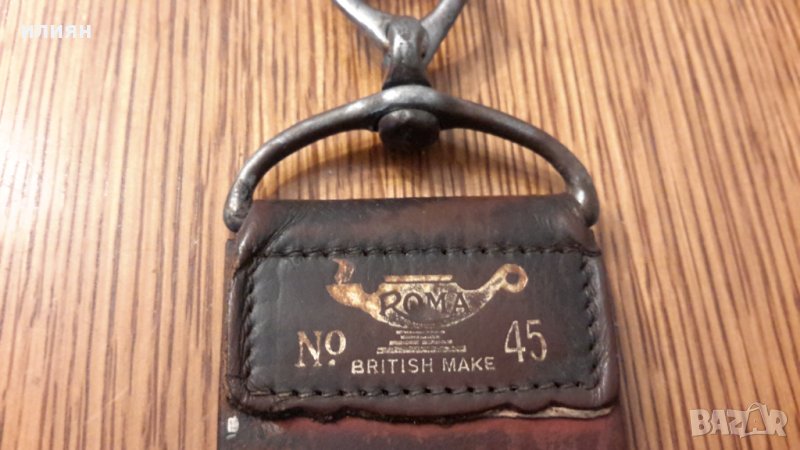 илиян
ROMA
No 45
BRITISH MAKE
BAZAR